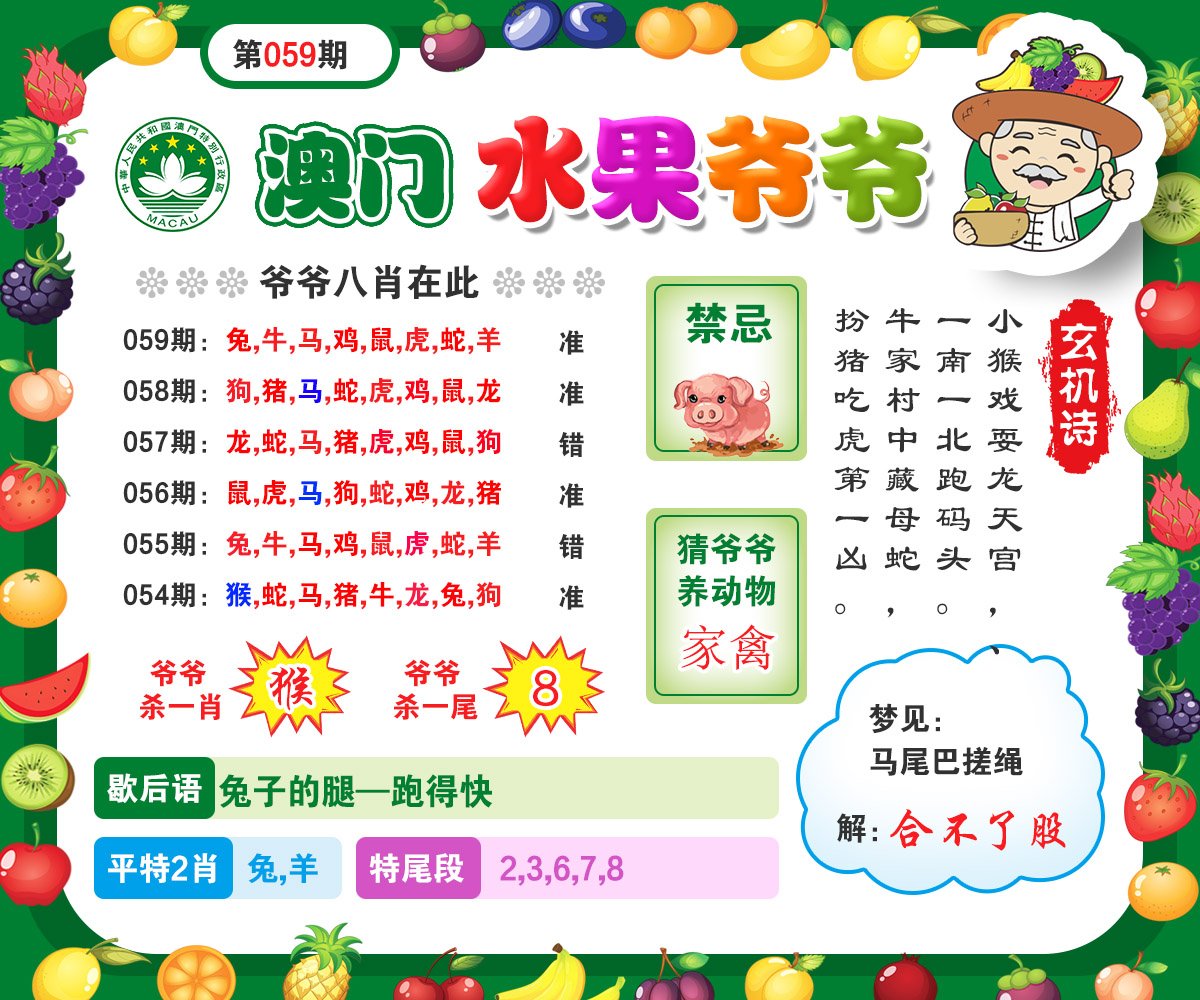 第059期
中華人民共和國澳門特別行政區
MACAU
澳门 水果爷爷
爷爷八肖在此
059期：兔,牛,马,鸡,鼠,虎,蛇,羊 准
058期：狗,猪,马,蛇,虎,鸡,鼠,龙 准
057期：龙,蛇,马,猪,虎,鸡,鼠,狗 错
056期：鼠,虎,马,狗,蛇,鸡,龙,猪 准
055期：兔,牛,马,鸡,鼠,虎,蛇,羊 错
054期：猴,蛇,马,猪,牛,龙,兔,狗 准
爷爷
杀一肖
猴
爷爷
杀一尾
8
禁忌
猜爷爷
养动物
家禽
玄机诗
小猴戏耍龙天宫，
一南一北跑码头。
牛家村中藏母蛇，
扮猪吃虎第一凶。
梦见：
马尾巴搓绳
解：合不了股
歇后语 兔子的腿—跑得快
平特2肖 兔,羊
特尾段 2,3,6,7,8